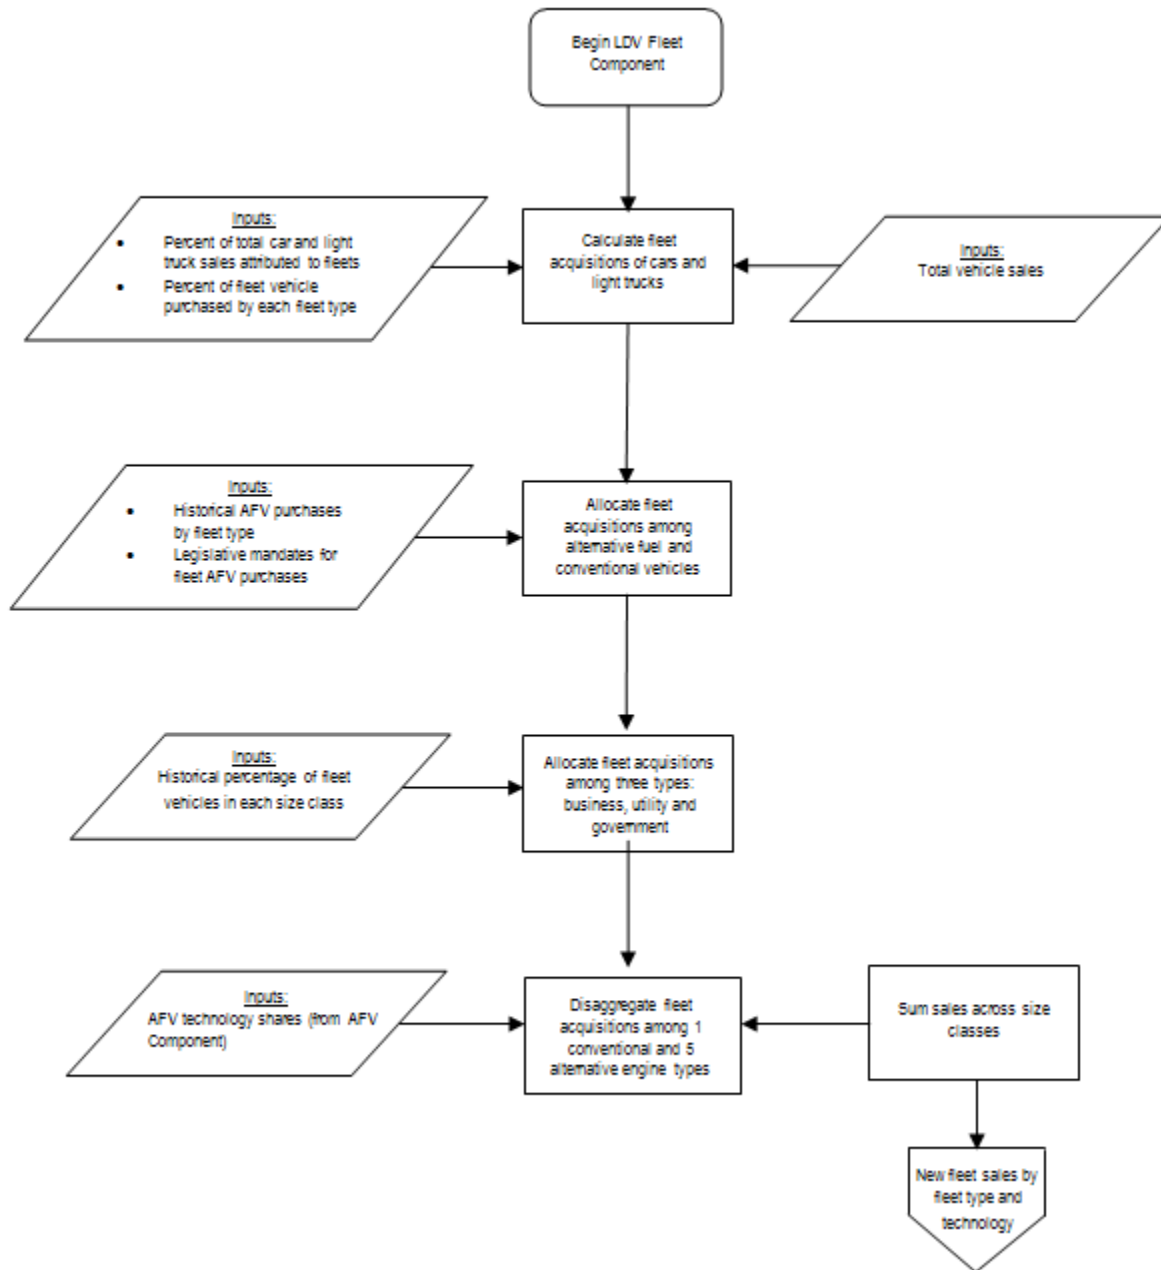 Begin LDV Fleet
Component
Inputs:
• Percent of total car and light
truck sales attributed to fleets
• Percent of fleet vehicle
purchased by each fleet type
Calculate fleet
acquisitions of cars and
light trucks
Inputs:
Total vehicle sales
Inputs:
• Historical AFV purchases
by fleet type
• Legislative mandates for
fleet AFV purchases
Allocate fleet
acquisitions among
alternative fuel and
conventional vehicles
Inputs:
Historical percentage of fleet
vehicles in each size class
Allocate fleet acquisitions
among three types:
business, utility and
government
Inputs:
AFV technology shares (from AFV
Component)
Disaggregate fleet
acquisitions among 1
conventional and 5
alternative engine types
Sum sales across size
classes
New fleet sales by
fleet type and
technology